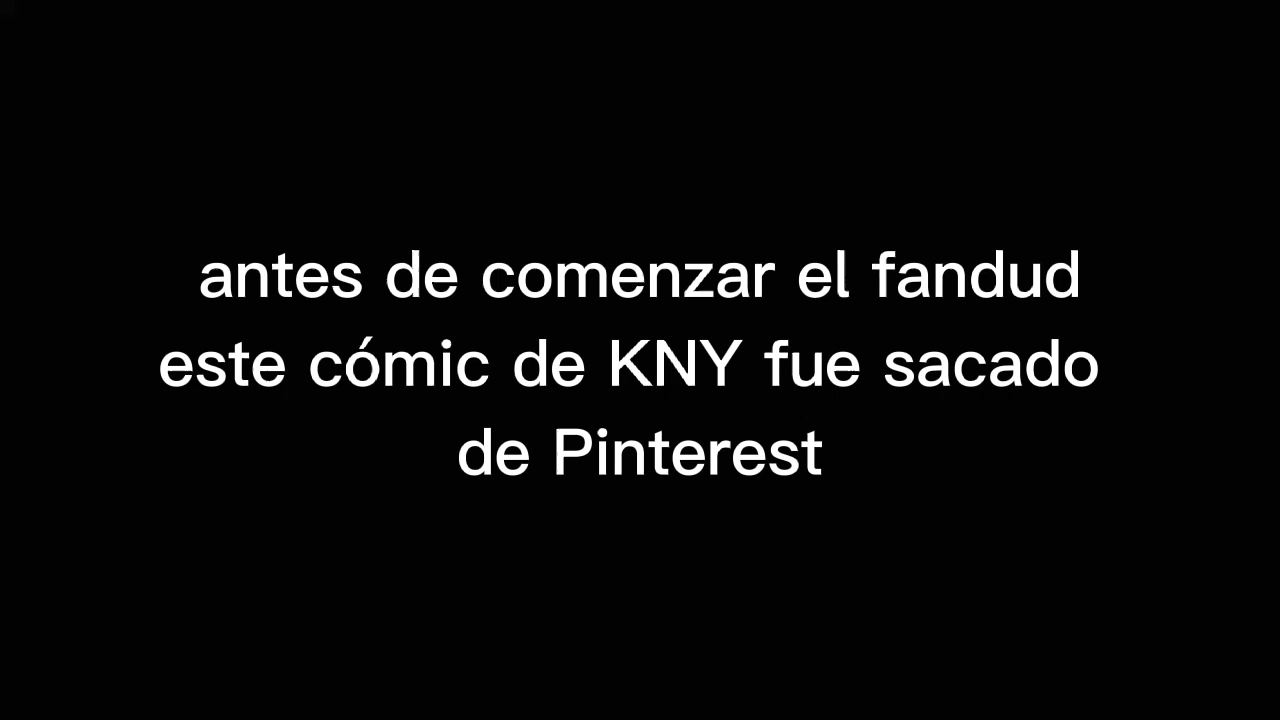 antes de comenzar el fandud
este cómic de KNY fue sacado
de Pinterest